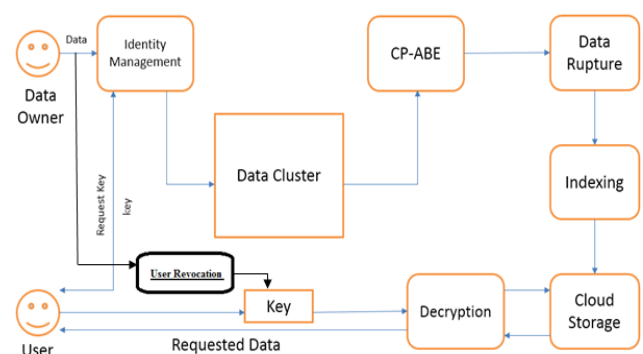 Data
Identity
Management
CP-ABE
Data
Rupture
Data
Owner
Data Cluster
Request Key
key
Indexing
User Revocation
Key
Decryption
Cloud
Storage
User
Requested Data